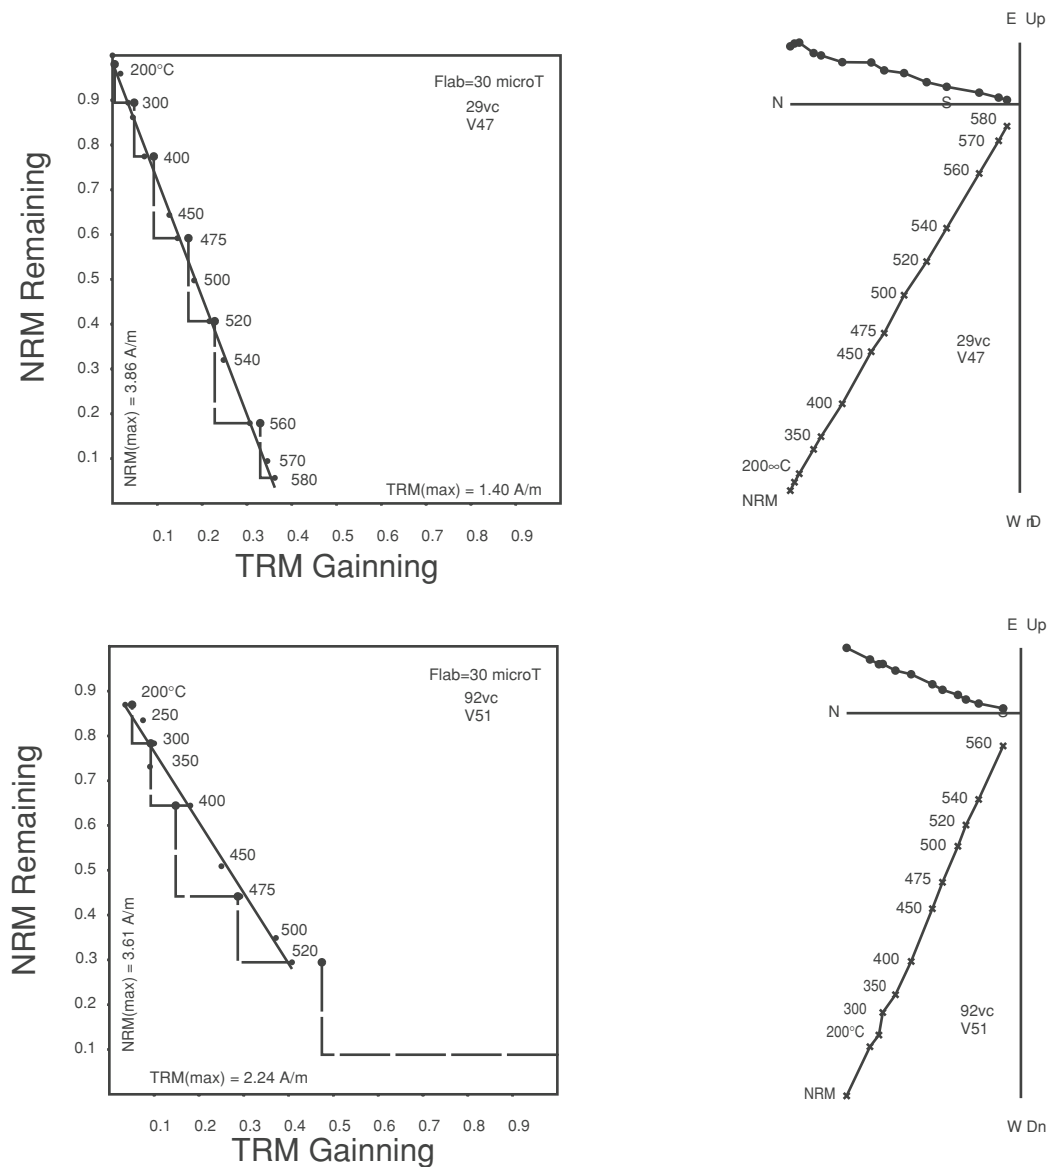 E Up
200°C
Flab=30 microT
29vc
V47
0.9
300
0.8
400
0.7
0.6
450
475
0.5
500
0.4
520
0.3
540
0.2
560
0.1
570
580
NRM Remaining
NRM(max) = 3.86 A/m
TRM(max) = 1.40 A/m
0.1 0.2 0.3 0.4 0.5 0.6 0.7 0.8 0.9
TRM Gainning
N
S
580
570
560
540
520
500
475
450
29vc
V47
400
350
200∞C
NRM
W nD
E Up
200°C
Flab=30 microT
92vc
V51
0.9
250
0.8
300
350
0.7
400
0.6
0.5
450
0.4
475
500
0.3
520
0.2
0.1
NRM Remaining
NRM(max) = 3.61 A/m
TRM(max) = 2.24 A/m
0.1 0.2 0.3 0.4 0.5 0.6 0.7 0.8 0.9
TRM Gainning
N
S
560
540
520
500
475
450
400
350
300
92vc
V51
200°C
NRM
W Dn